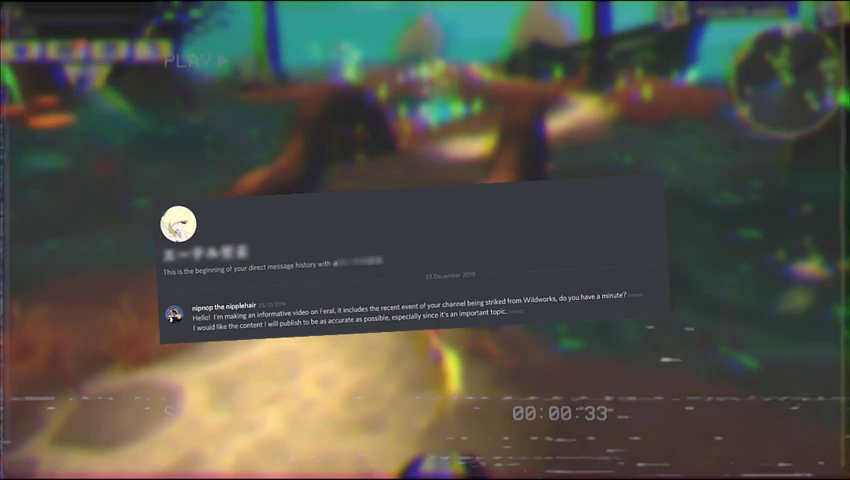 PLAY
This is the beginning of your direct message history with
23 December 2019
nipnop the nipplehair 23/12/2019
Hello! I'm making an informative video on Feral, it includes the recent event of your channel being striked from Wildworks, do you have a minute? (edited)
I would like the content I will publish to be as accurate as possible, especially since it's an important topic. (edited)
00:00:33